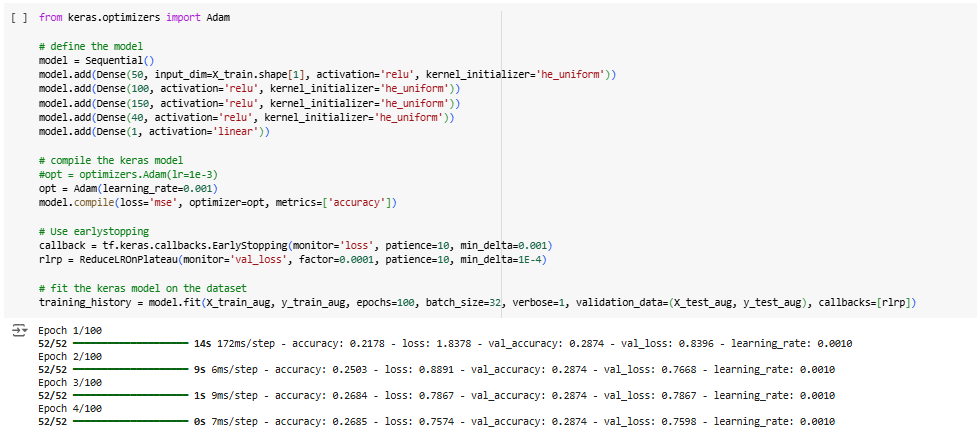 [ ] from keras.optimizers import Adam
# define the model
model = Sequential()
model.add(Dense(50, input_dim=X_train.shape[1], activation='relu', kernel_initializer='he_uniform'))
model.add(Dense(100, activation='relu', kernel_initializer='he_uniform'))
model.add(Dense(150, activation='relu', kernel_initializer='he_uniform'))
model.add(Dense(40, activation='relu', kernel_initializer='he_uniform'))
model.add(Dense(1, activation='linear'))
# compile the keras model
#opt = optimizers.Adam(lr=1e-3)
opt = Adam(learning_rate=0.001)
model.compile(loss='mse', optimizer=opt, metrics=['accuracy'])
# Use earlystopping
callback = tf.keras.callbacks.EarlyStopping(monitor='loss', patience=10, min_delta=0.001)
rlrp = ReduceLROnPlateau(monitor='val_loss', factor=0.0001, patience=10, min_delta=1E-4)
# fit the keras model on the dataset
training_history = model.fit(X_train_aug, y_train_aug, epochs=100, batch_size=32, verbose=1, validation_data=(X_test_aug, y_test_aug), callbacks=[rlrp])
Epoch 1/100
52/52 14s 172ms/step - accuracy: 0.2178 - loss: 1.8378 - val_accuracy: 0.2874 - val_loss: 0.8396 - learning_rate: 0.0010
Epoch 2/100
52/52 9s 6ms/step - accuracy: 0.2503 - loss: 0.8891 - val_accuracy: 0.2874 - val_loss: 0.7668 - learning_rate: 0.0010
Epoch 3/100
52/52 1s 9ms/step - accuracy: 0.2684 - loss: 0.7867 - val_accuracy: 0.2874 - val_loss: 0.7867 - learning_rate: 0.0010
Epoch 4/100
52/52 0s 7ms/step - accuracy: 0.2685 - loss: 0.7574 - val_accuracy: 0.2874 - val_loss: 0.7598 - learning_rate: 0.0010